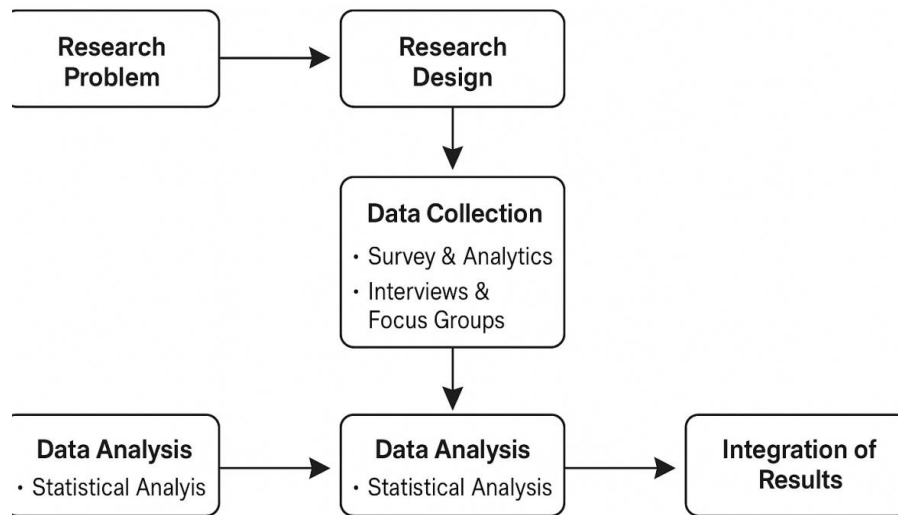 Research
Problem
Research
Design
Data Collection
• Survey & Analytics
• Interviews &
Focus Groups
Data Analysis
• Statistical Analyis
Data Analysis
• Statistical Analysis
Integration of
Results